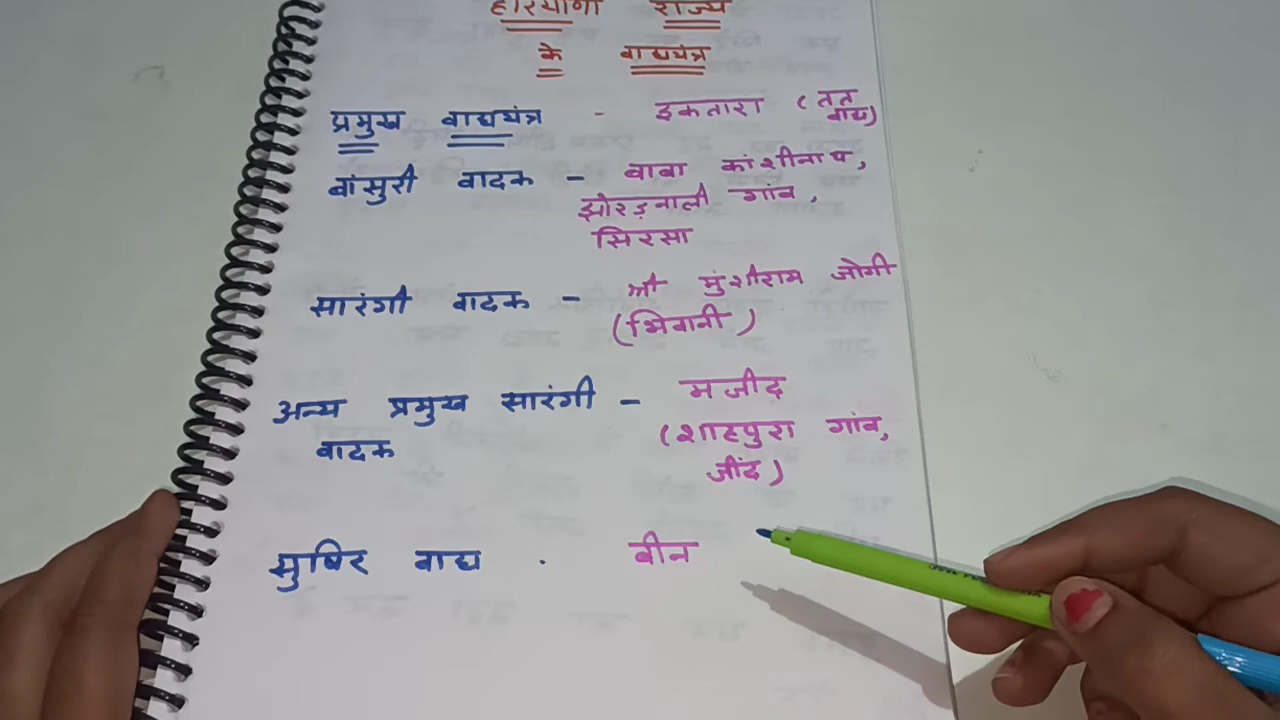 हरियाणा राज्य
के वाद्ययंत्र
प्रमुख वाद्ययंत्र - इकतारा (तत वाद्य)
बांसुरी वादक - बाबा कांशीनाथ,
झोरड़नाली गांव,
सिरसा
सारंगी वादक - श्री मुंशीराम जोगी
(भिवानी)
अन्य प्रमुख सारंगी - मजीद
वादक (शाहपुरा गांव,
जींद)
सुषिर वाद्य . बीन